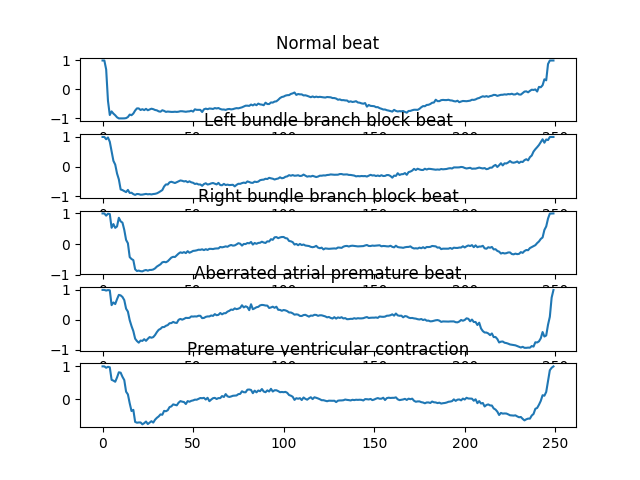 Normal beat
1
0
−1
Left bundle branch block beat
1
0
−1
Right bundle branch block beat
1
0
−1
Aberrated atrial premature beat
1
0
−1
Premature ventricular contraction
1
0
0 50 100 150 200 250